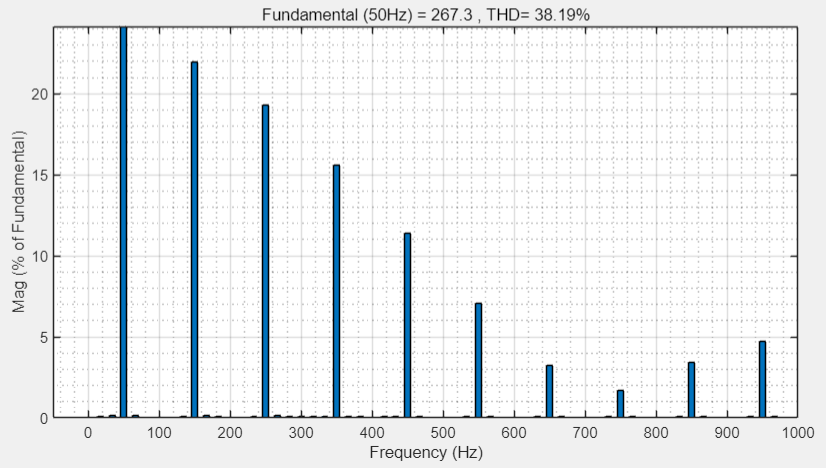 Fundamental (50Hz) = 267.3 , THD= 38.19%
Mag (% of Fundamental)
20
15
10
5
0
0 100 200 300 400 500 600 700 800 900 1000
Frequency (Hz)